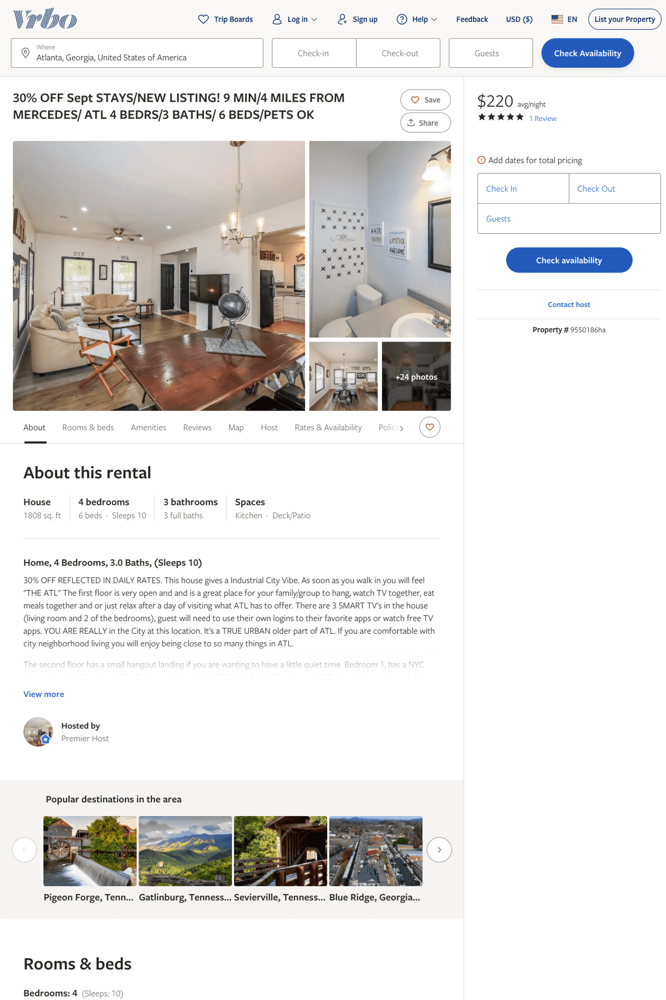 Vrbo
Trip Boards
Log in
Sign up
Help
Feedback
USD ($)
EN
List your Property
Where
Atlanta, Georgia, United States of America
Check-in
Check-out
Guests
Check Availability
30% OFF Sept STAYS/NEW LISTING! 9 MIN/4 MILES FROM
MERCEDES/ ATL 4 BEDRS/3 BATHS/ 6 BEDS/PETS OK
Save
Share
$220 avg/night
1 Review
Add dates for total pricing
Check In
Check Out
Guests
Check availability
Contact host
Property # 9550186ha
DET
MIA
HAIR
TOGETHER
LIPSTICK
AWESOME
THE ATL
+24 photos
About
Rooms & beds
Amenities
Reviews
Map
Host
Rates & Availability
Polici
About this rental
House
1808 sq. ft
4 bedrooms
6 beds · Sleeps 10
3 bathrooms
3 full baths
Spaces
Kitchen · Deck/Patio
Home, 4 Bedrooms, 3.0 Baths, (Sleeps 10)
30% OFF REFLECTED IN DAILY RATES. This house gives a Industrial City Vibe. As soon as you walk in you will feel
"THE ATL" The first floor is very open and and is a great place for your family/group to hang, watch TV together, eat
meals together and or just relax after a day of visiting what ATL has to offer. There are 3 SMART TV's in the house
(living room and 2 of the bedrooms), guest will need to use their own logins to their favorite apps or watch free TV
apps. YOU ARE REALLY in the City at this location. It's a TRUE URBAN older part of ATL. If you are comfortable with
city neighborhood living you will enjoy being close to so many things in ATL.
The second floor has a small hangout landing if you are wanting to have a little quiet time. Bedroom 1, has a NYC
View more
Hosted by
Premier Host
Popular destinations in the area
Pigeon Forge, Tenn...
Gatlinburg, Tenness...
Sevierville, Tenness...
Blue Ridge, Georgia...
Rooms & beds
Bedrooms: 4 (Sleeps: 10)